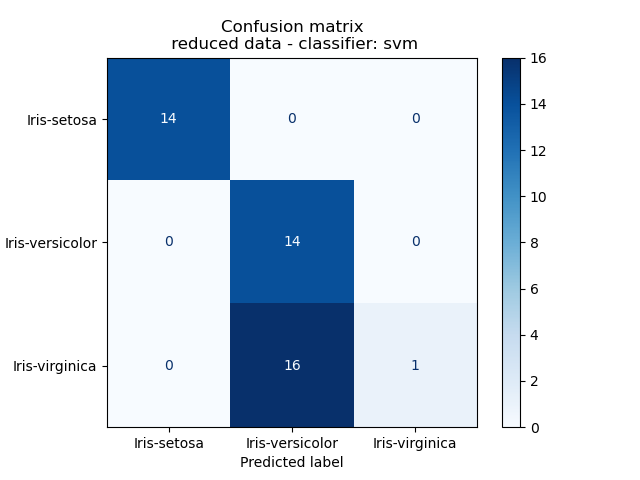 Confusion matrix
reduced data - classifier: svm
Iris-setosa 14 0 0
Iris-versicolor 0 14 0
Iris-virginica 0 16 1
Iris-setosa Iris-versicolor Iris-virginica
Predicted label
16
14
12
10
8
6
4
2
0